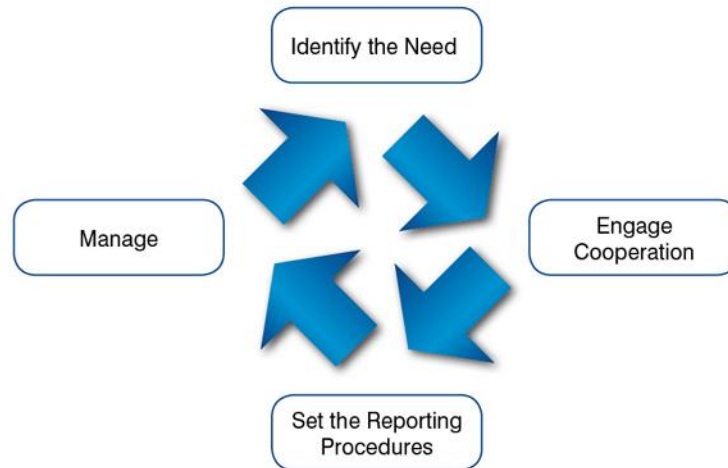 Identify the Need
Manage
Engage
Cooperation
Set the Reporting
Procedures